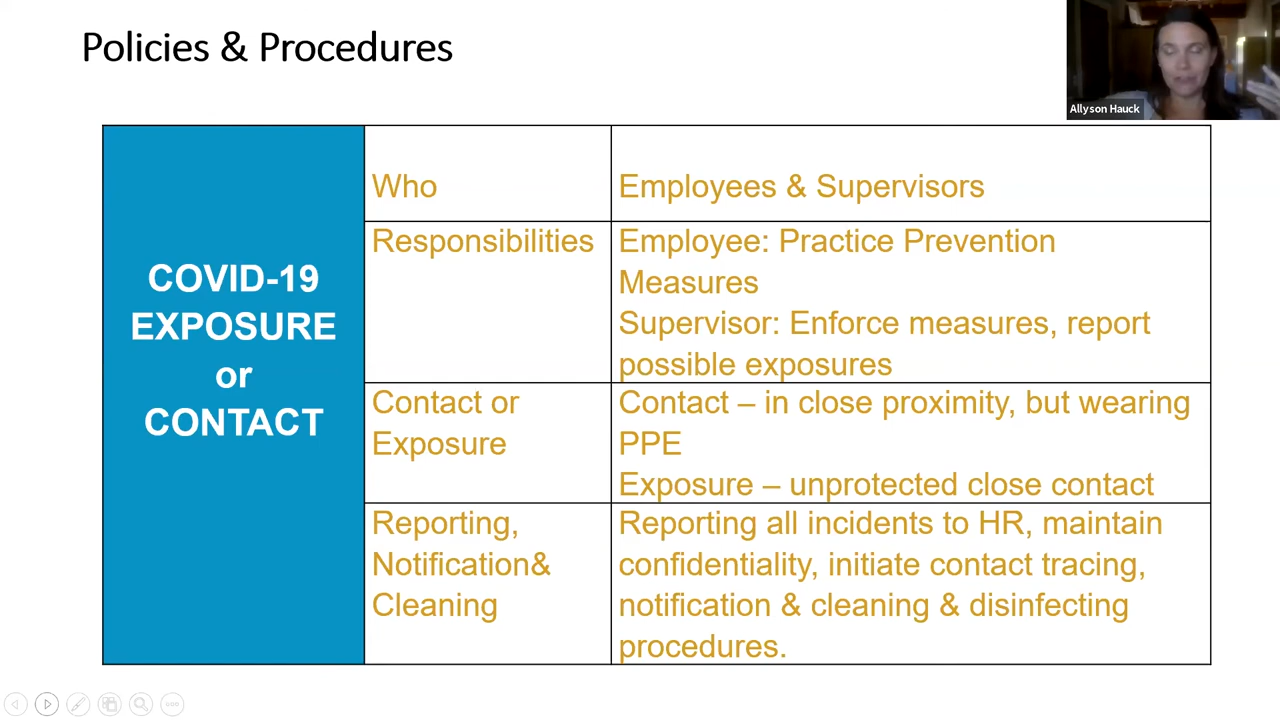 Policies & Procedures
Allyson Hauck
COVID-19
EXPOSURE
or
CONTACT
Who
Employees & Supervisors
Responsibilities
Employee: Practice Prevention
Measures
Supervisor: Enforce measures, report
possible exposures
Contact or
Exposure
Contact – in close proximity, but wearing
PPE
Exposure – unprotected close contact
Reporting,
Notification&
Cleaning
Reporting all incidents to HR, maintain
confidentiality, initiate contact tracing,
notification & cleaning & disinfecting
procedures.